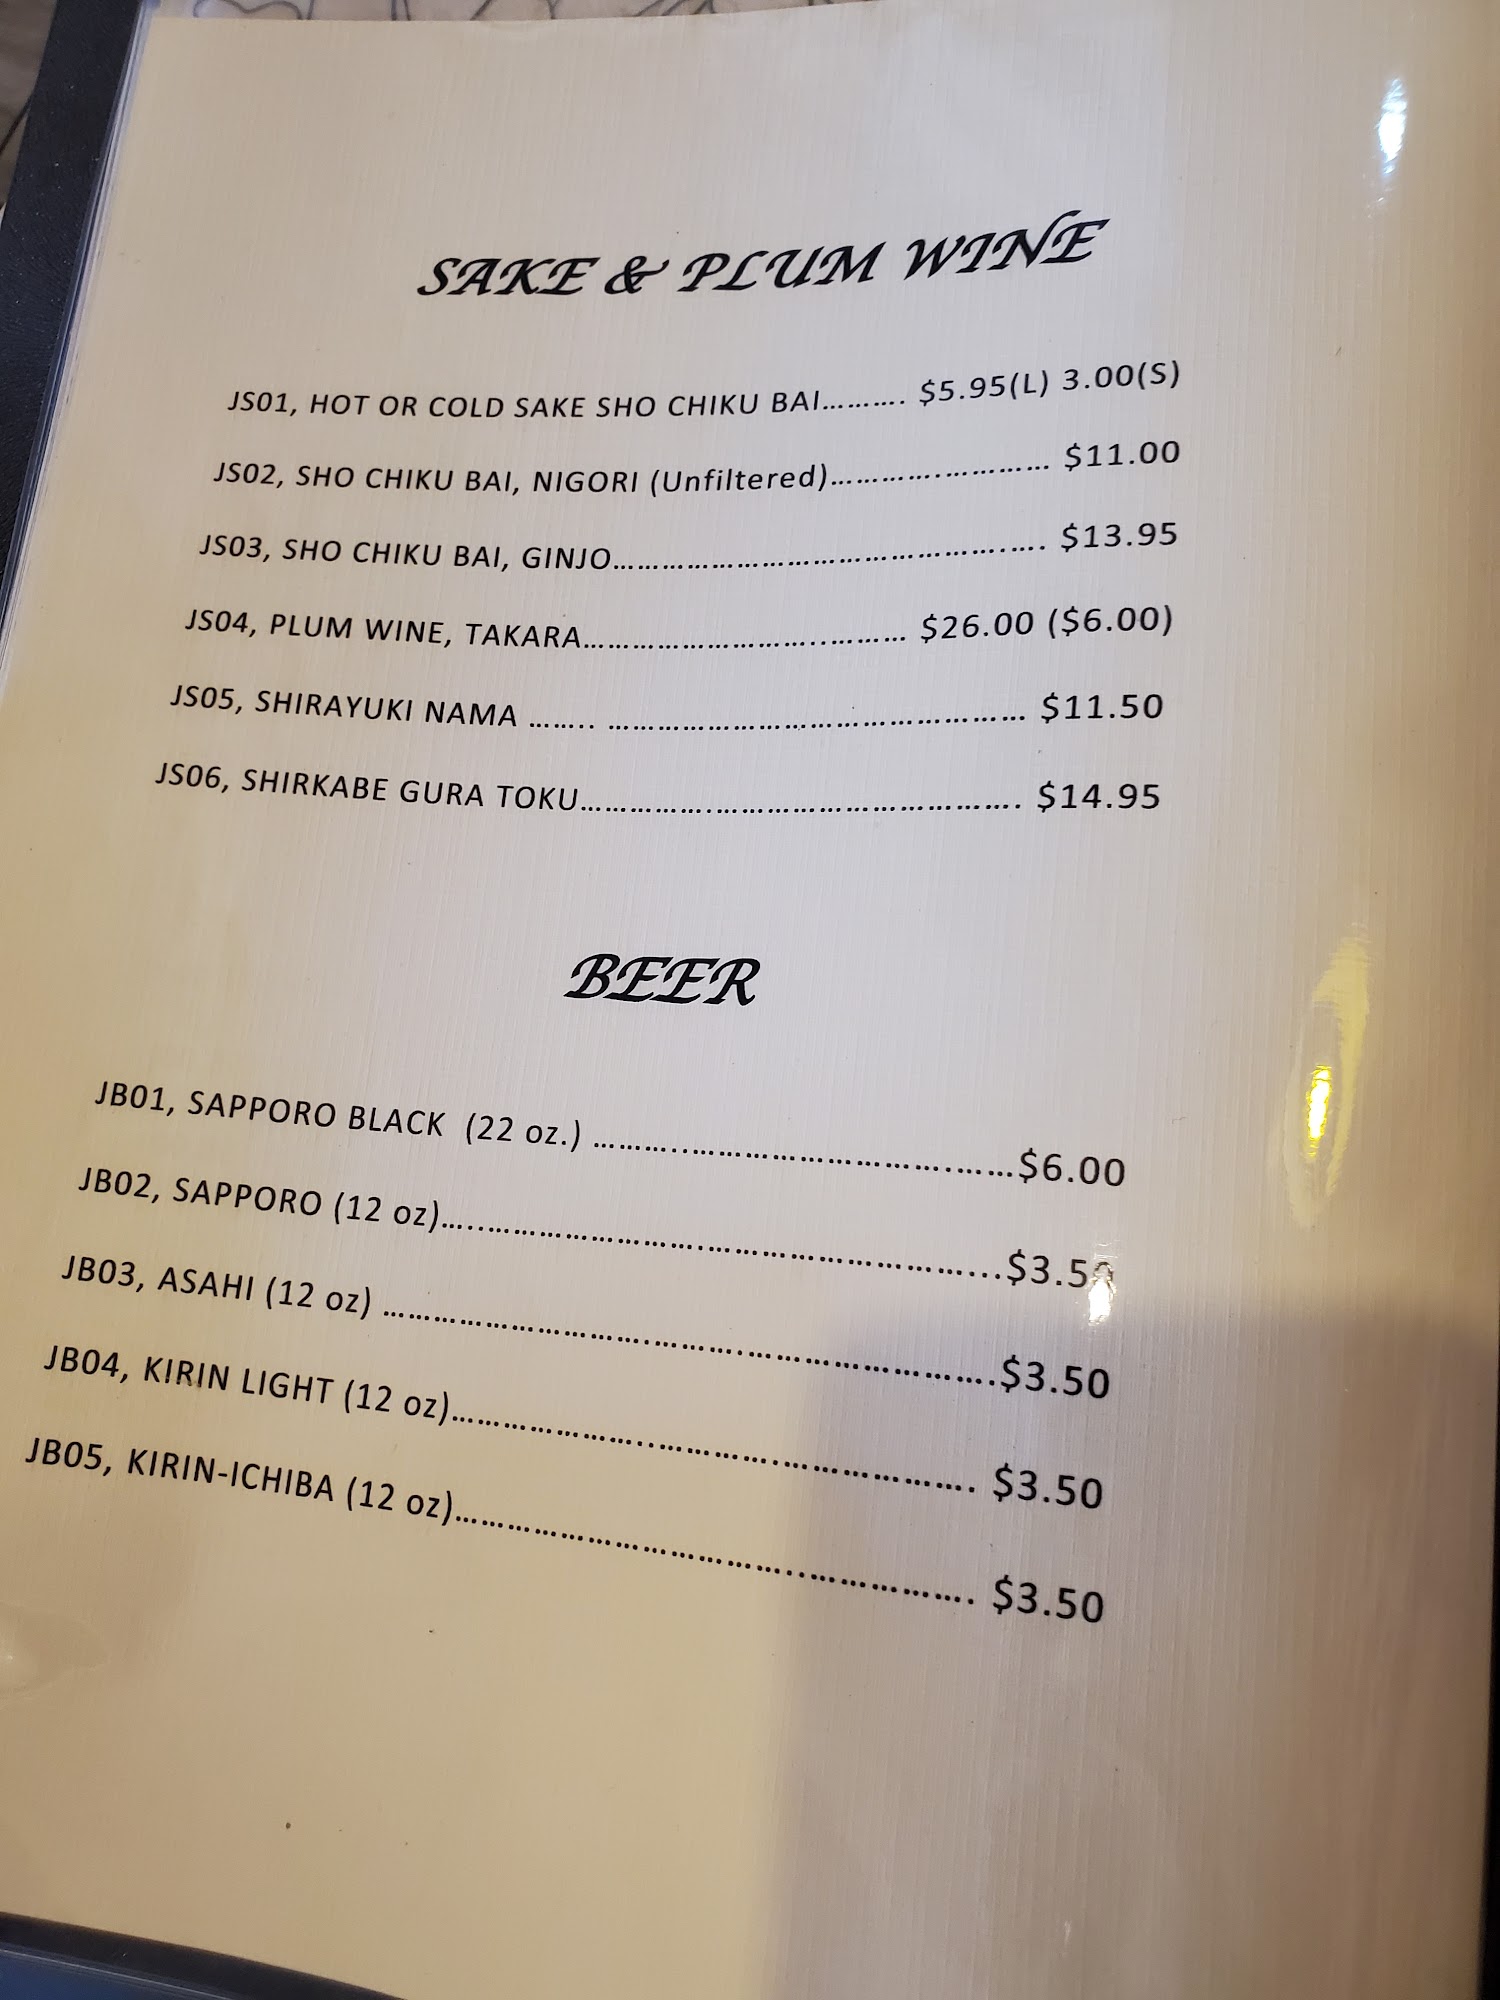 SAKE & PLUM WINE
JS01, HOT OR COLD SAKE SHO CHIKU BAI.......... $5.95(L) 3.00(S)
JS02, SHO CHIKU BAI, NIGORI (Unfiltered)......................... $11.00
JS03, SHO CHIKU BAI, GINJO.................................................. $13.95
JS04, PLUM WINE, TAKARA..................................... $26.00 ($6.00)
JS05, SHIRAYUKI NAMA ........ ................................................ $11.50
JS06, SHIRKABE GURA TOKU................................................... $14.95
BEER
JB01, SAPPORO BLACK (22 oz.) ................................................$6.00
JB02, SAPPORO (12 oz)................................................................$3.50
JB03, ASAHI (12 oz) ......................................................................$3.50
JB04, KIRIN LIGHT (12 oz)........................................................... $3.50
JB05, KIRIN-ICHIBA (12 oz).......................................................... $3.50